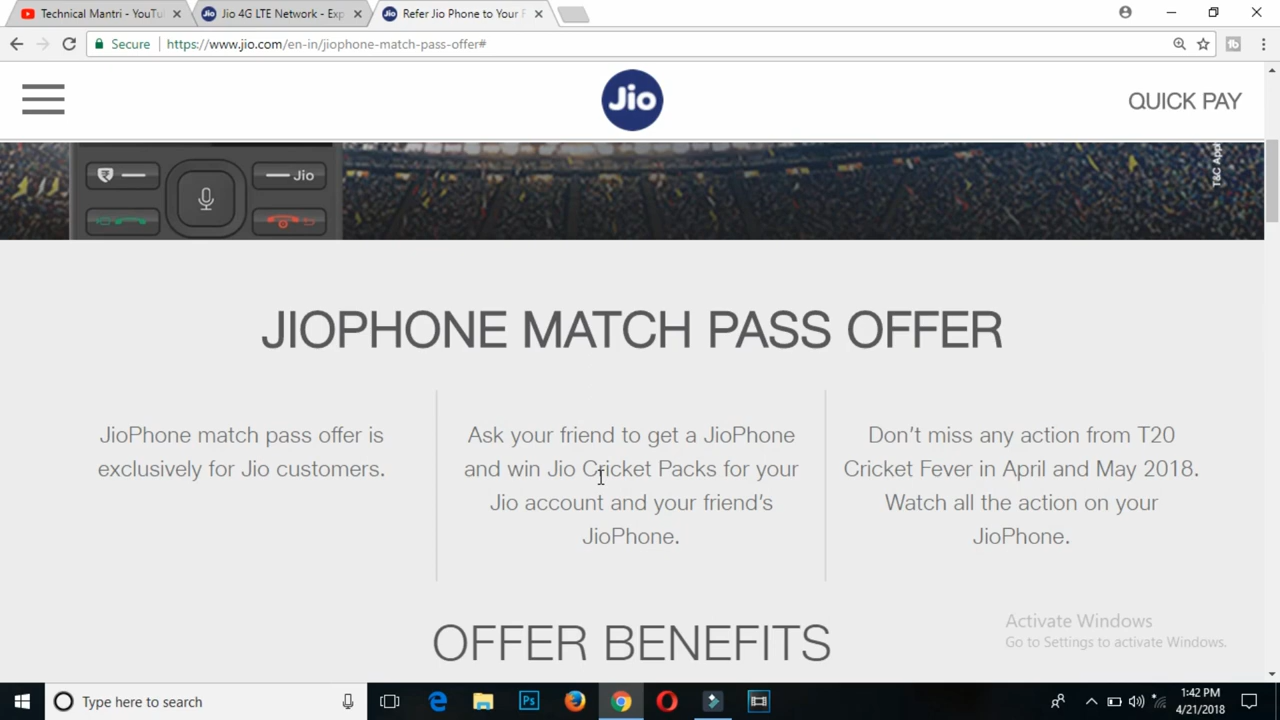 Technical Mantri - YouTu
Jio 4G LTE Network - Exp
Jio
Refer Jio Phone to Your F
Secure
https://www.jio.com/en-in/jiophone-match-pass-offer#
Jio
QUICK PAY
Jio
T&C Appl
JIOPHONE MATCH PASS OFFER
JioPhone match pass offer is
exclusively for Jio customers.
Ask your friend to get a JioPhone
and win Jio Cricket Packs for your
Jio account and your friend's
JioPhone.
Don't miss any action from T20
Cricket Fever in April and May 2018.
Watch all the action on your
JioPhone.
OFFER BENEFITS
Activate Windows
Go to Settings to activate Windows.
Type here to search
Ps
1:42 PM
4/21/2018